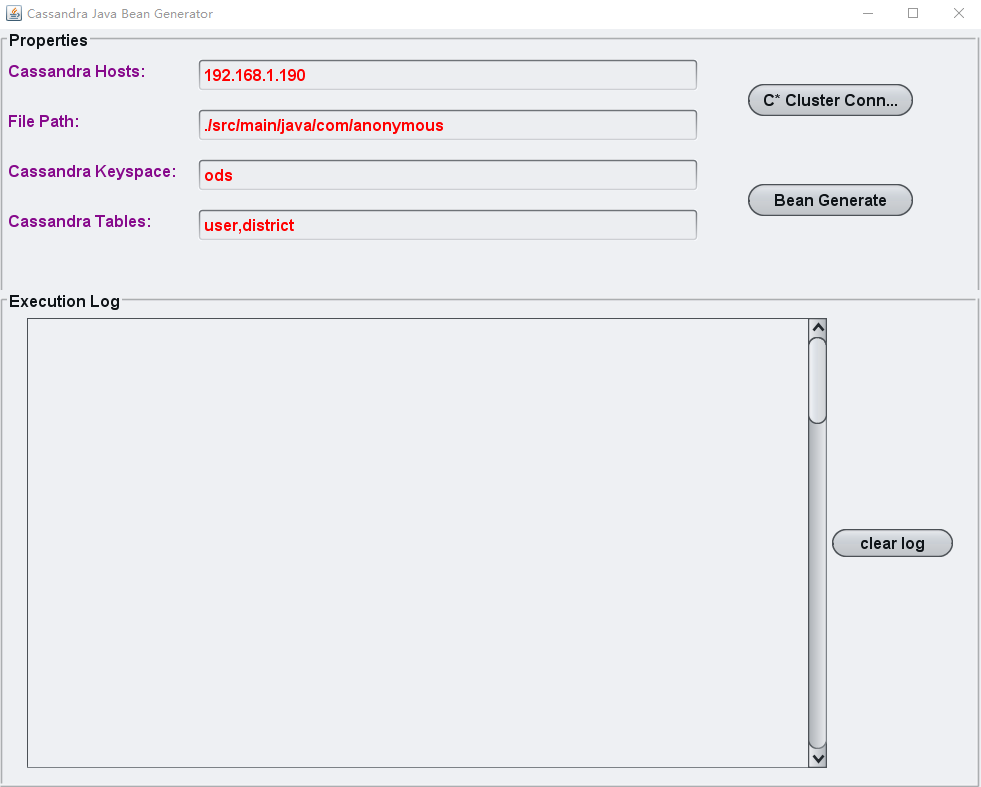 Cassandra Java Bean Generator
Properties
Cassandra Hosts:
192.168.1.190
C* Cluster Conn...
File Path:
./src/main/java/com/anonymous
Cassandra Keyspace:
ods
Bean Generate
Cassandra Tables:
user,district
Execution Log
clear log